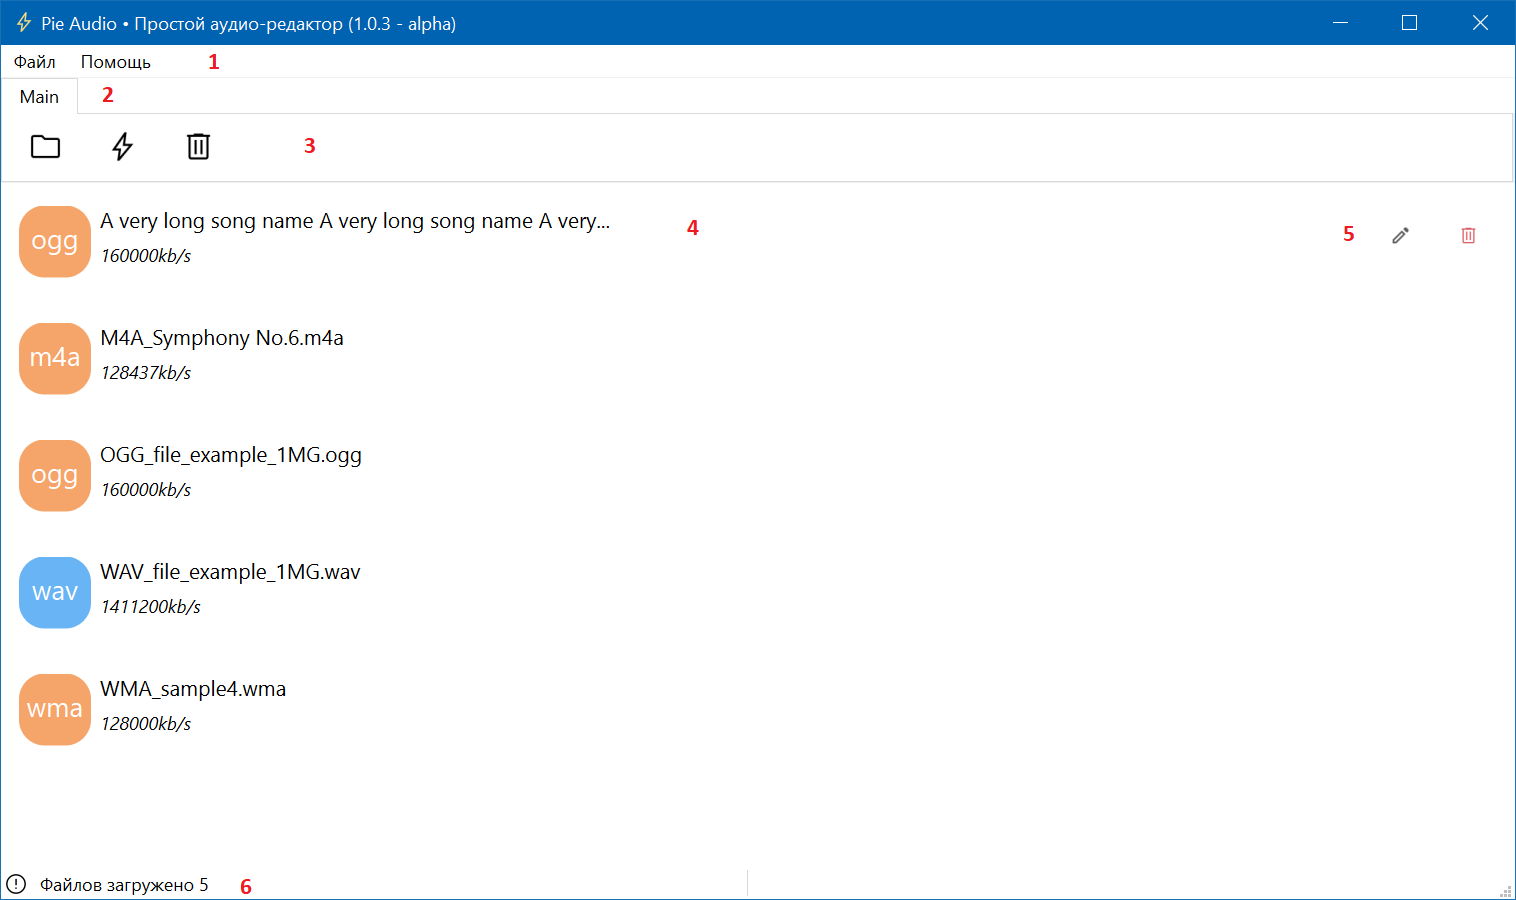 Pie Audio • Простой аудио-редактор (1.0.3 - alpha)
Файл Помощь 1
Main 2
3
ogg A very long song name A very long song name A very... 4
160000kb/s 5
m4a M4A_Symphony No.6.m4a
128437kb/s
ogg OGG_file_example_1MG.ogg
160000kb/s
wav WAV_file_example_1MG.wav
1411200kb/s
wma WMA_sample4.wma
128000kb/s
Файлов загружено 5 6